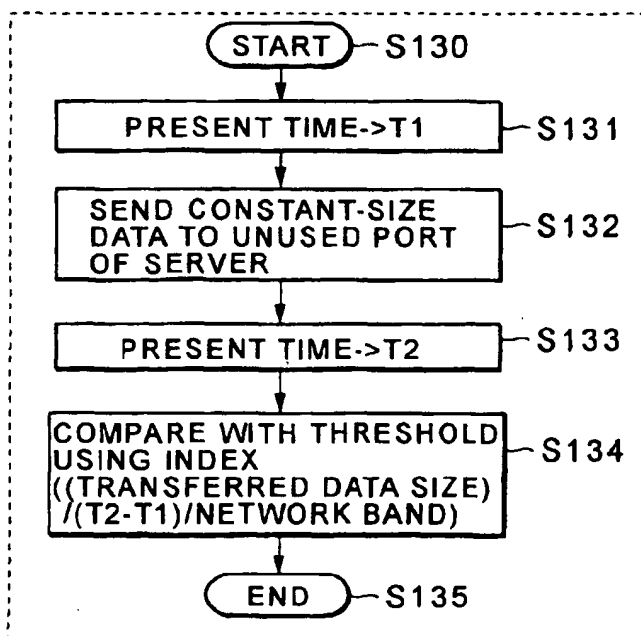 START S130
PRESENT TIME->T1 S131
SEND CONSTANT-SIZE
DATA TO UNUSED PORT S132
OF SERVER
PRESENT TIME->T2 S133
COMPARE WITH THRESHOLD
USING INDEX S134
((TRANSFERRED DATA SIZE)
/(T2-T1)/NETWORK BAND)
END S135